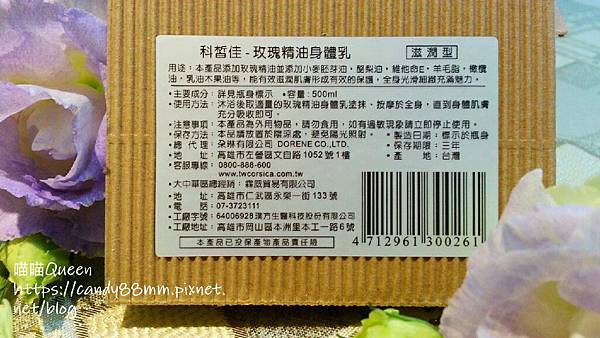 科皙佳-玫瑰精油身體乳 滋潤型
用途：本產品添加玫瑰精油並添加小麥胚芽油，酪梨油，維他命E，羊毛脂，橄欖
油，乳油木果油等，能有效滋潤肌膚形成有效的保護，全身光滑細緻充滿魅力。
•主要成分：詳見瓶身標示 •容量：500ml
•使用方法：沐浴後取適量的玫瑰精油身體乳塗抹、按摩於全身，直到身體肌膚
充分吸收即可。
•注意事項：本產品為外用物品，請勿食用，如有過敏現象請立即停止使用。
•保存方法：本品請放置於陰涼處，避免陽光照射。 •製造日期：標示於瓶身
•總 代 理：朶琳有限公司 DORENE CO.,LTD. •保存期限：三年
•地 址：高雄市左營區文自路1052號1樓 •產 地：台灣
•客服專線：0800-888-600
www.twcorsica.com.tw
大中華區總經銷：霖威貿易有限公司
•地 址：高雄市仁武區永榮一街133號
•電 話：07-3723111
•工廠字號：64006928璞方生醫科技股份有限公司
•工廠地址：高雄市岡山區本洲里本工一路6號
本產品已投保產物產品責任險
4 712961 300261
喵喵Queen
https://candy88mm.pixnet.
net/blog